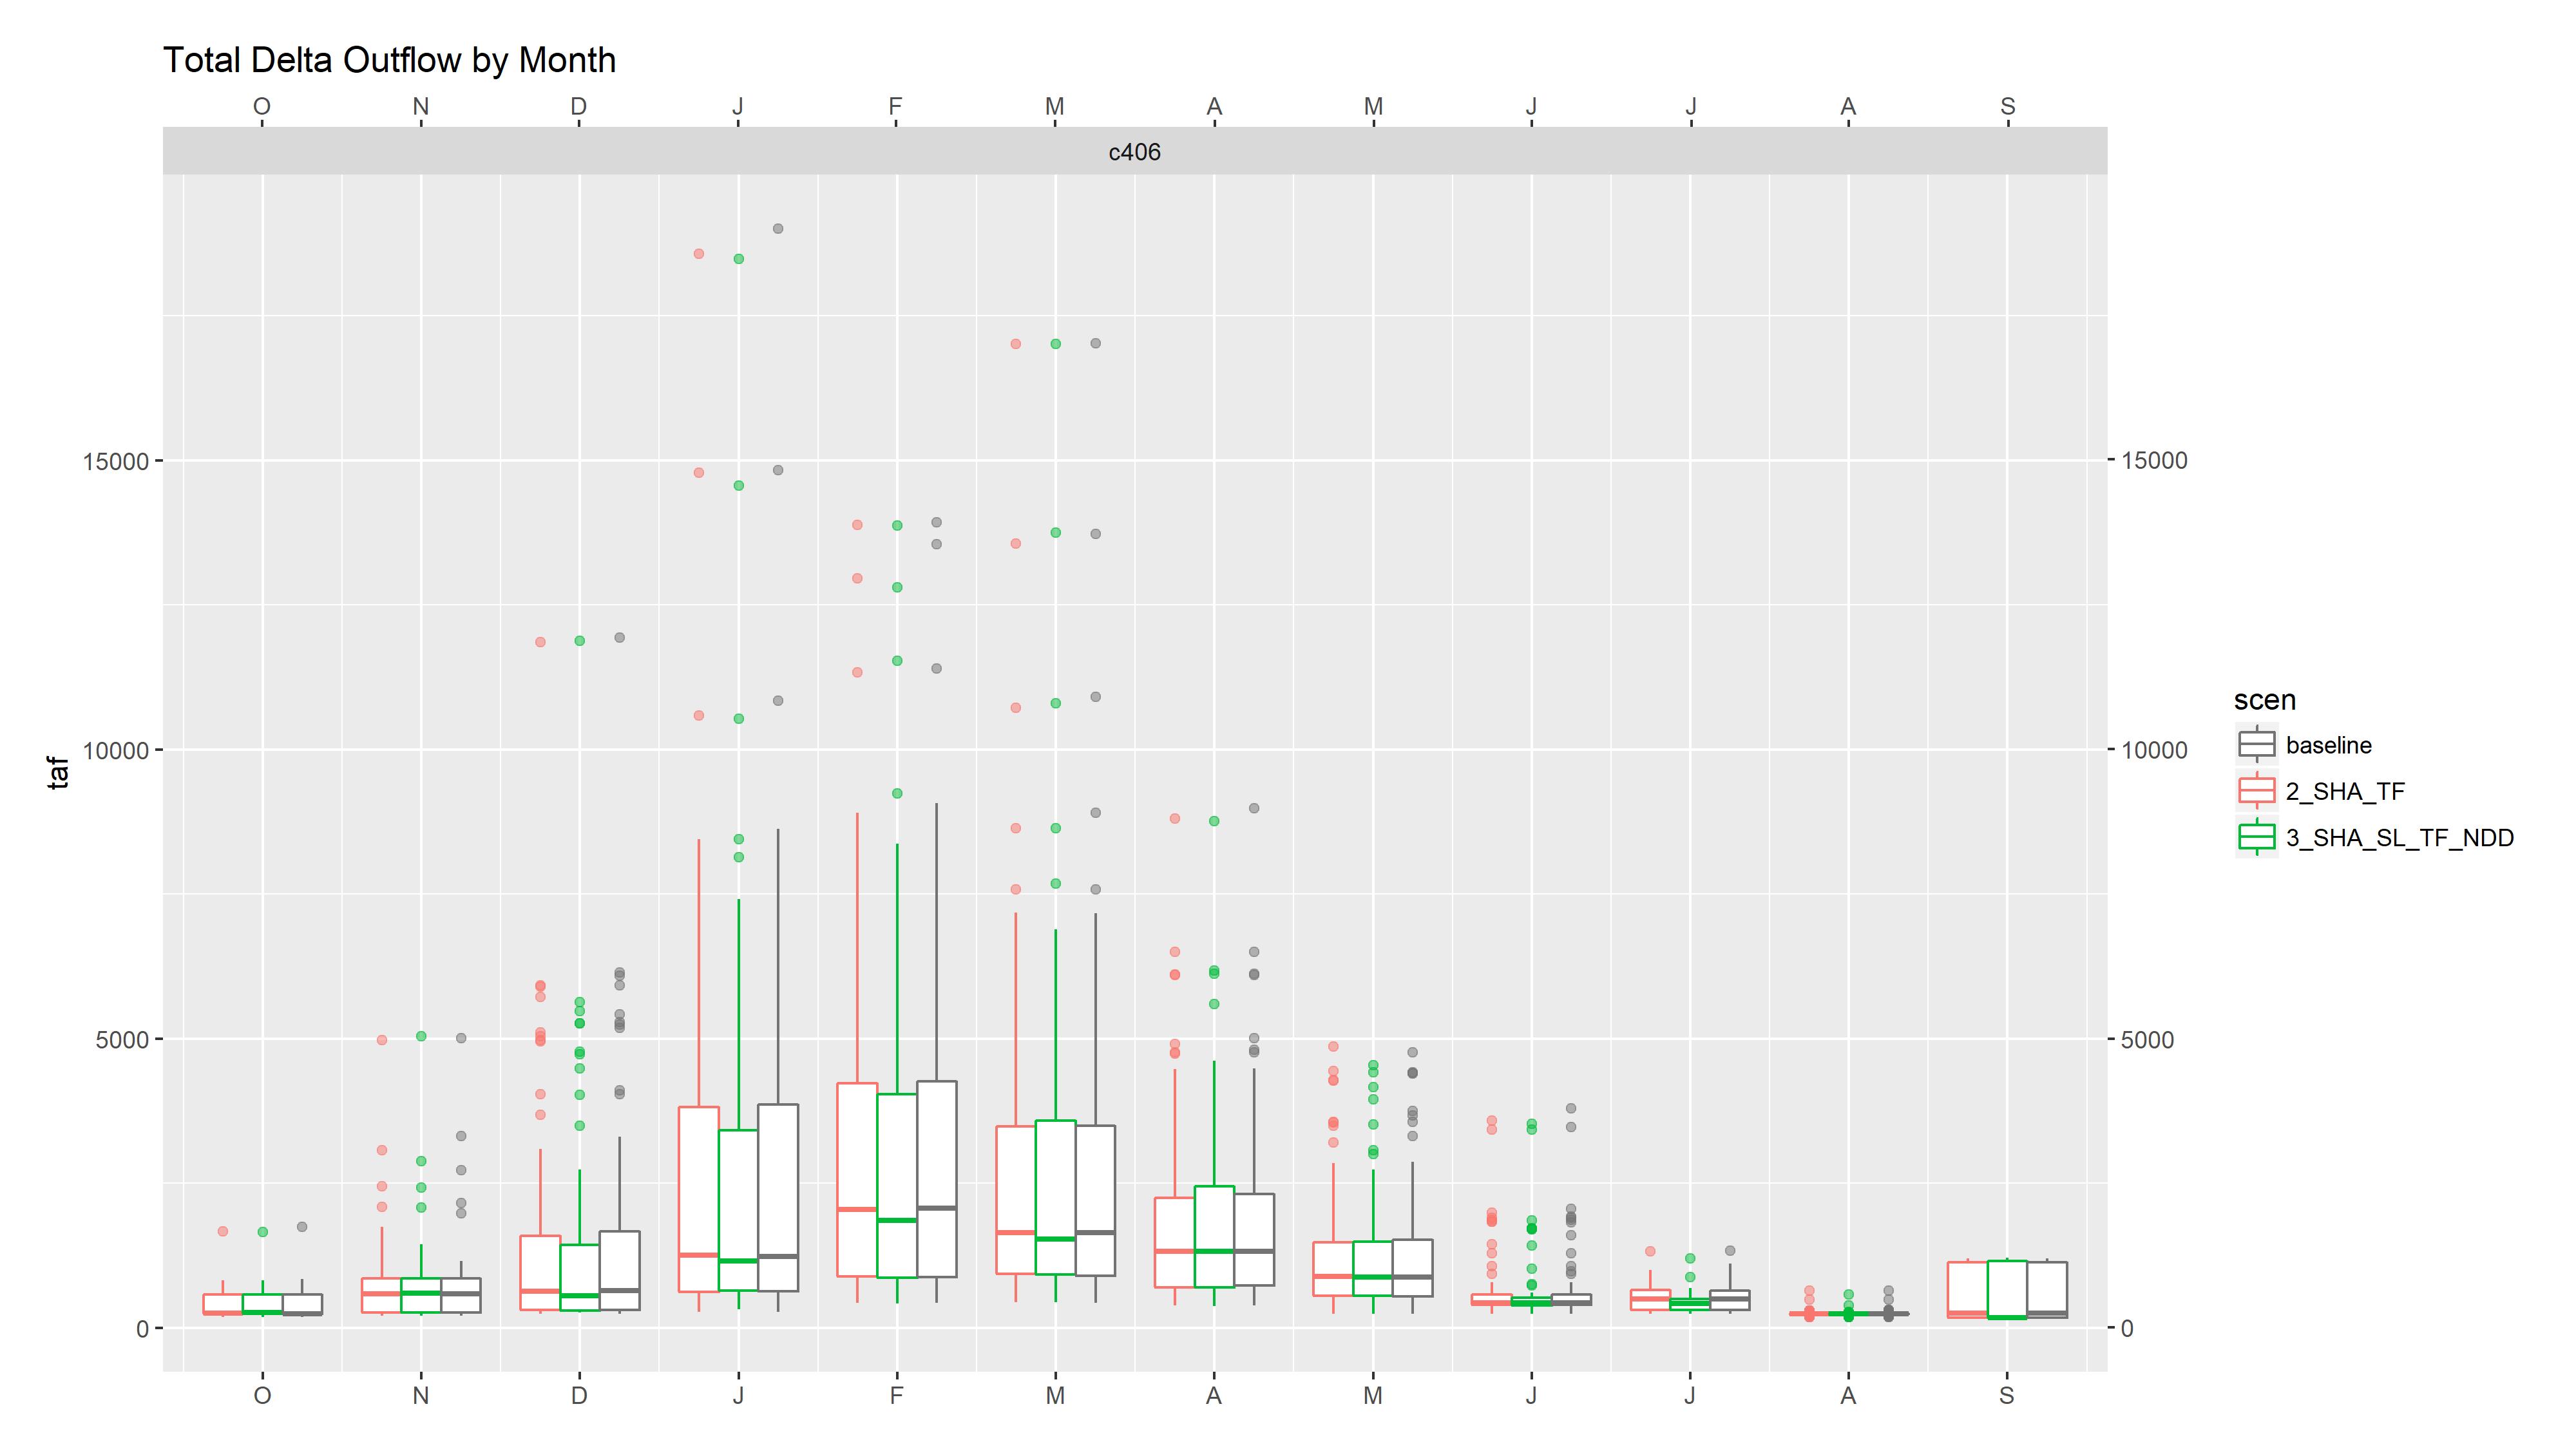 Total Delta Outflow by Month
O N D J F M A M J J A S
c406
15000 15000
10000 10000
taf
5000 5000
0 0
O N D J F M A M J J A S
scen
baseline
2_SHA_TF
3_SHA_SL_TF_NDD